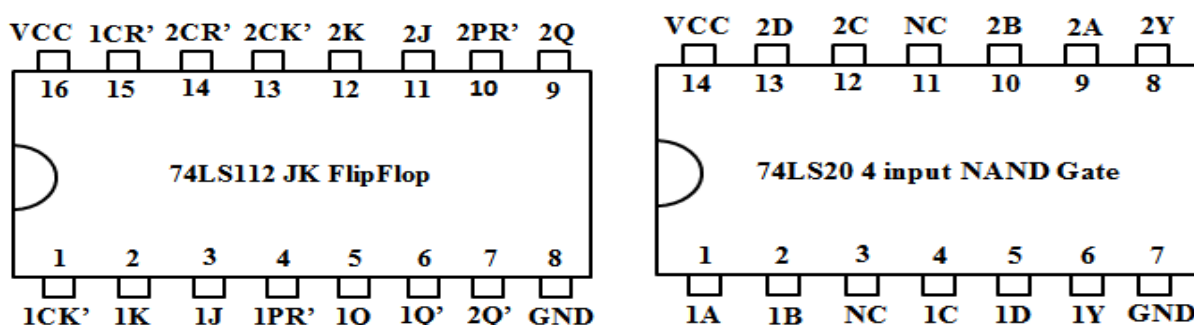 VCC 1CR' 2CR' 2CK' 2K 2J 2PR' 2Q
16 15 14 13 12 11 10 9
74LS112 JK FlipFlop
1 2 3 4 5 6 7 8
1CK' 1K 1J 1PR' 1Q 1Q' 2Q' GND
VCC 2D 2C NC 2B 2A 2Y
14 13 12 11 10 9 8
74LS20 4 input NAND Gate
1 2 3 4 5 6 7
1A 1B NC 1C 1D 1Y GND